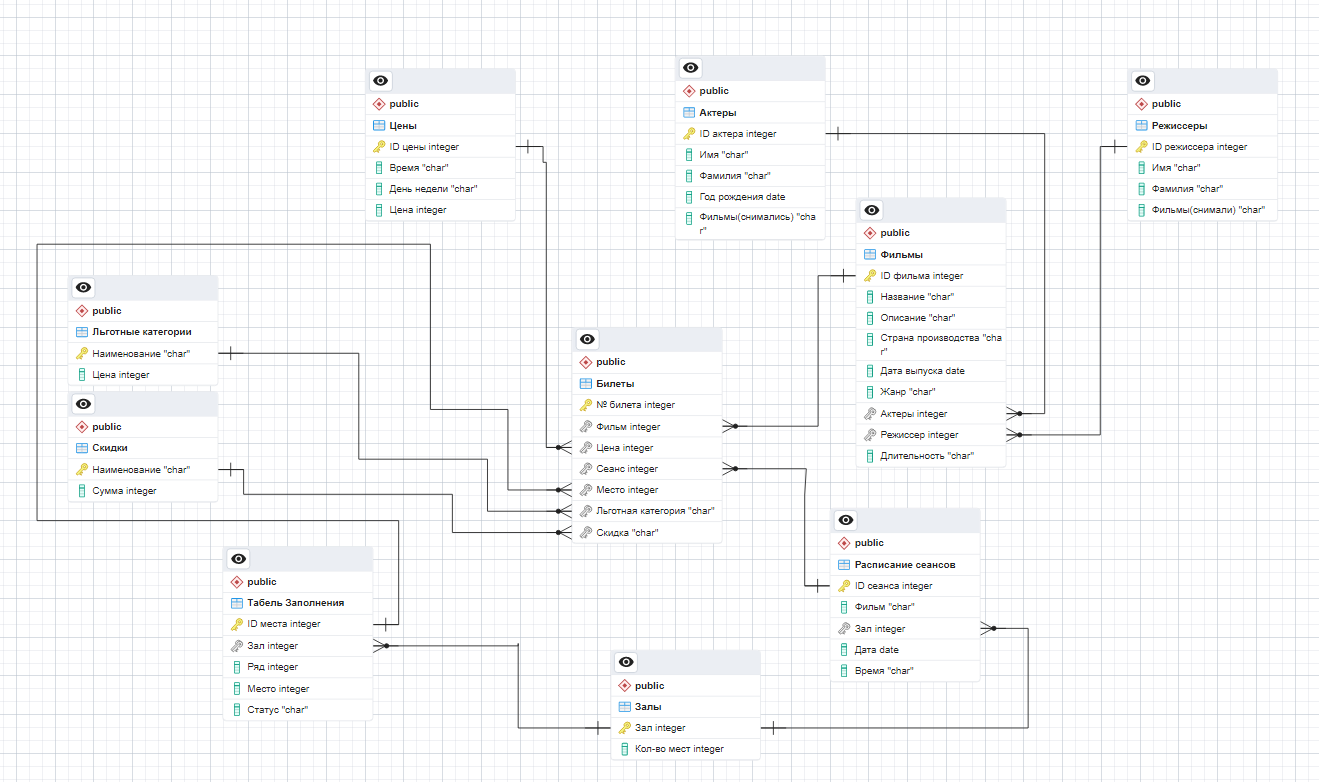 public
Цены
ID цены integer
Время "char"
День недели "char"
Цена integer
public
Актеры
ID актера integer
Имя "char"
Фамилия "char"
Год рождения date
Фильмы(снимались) "cha
r"
public
Режиссеры
ID режиссера integer
Имя "char"
Фамилия "char"
Фильмы(снимали) "char"
public
Фильмы
ID фильма integer
Название "char"
Описание "char"
Страна производства "cha
r"
Дата выпуска date
Жанр "char"
Актеры integer
Режиссер integer
Длительность "char"
public
Льготные категории
Наименование "char"
Цена integer
public
Скидки
Наименование "char"
Сумма integer
public
Билеты
№ билета integer
Фильм integer
Цена integer
Сеанс integer
Место integer
Льготная категория "char"
Скидка "char"
public
Расписание сеансов
ID сеанса integer
Фильм "char"
Зал integer
Дата date
Время "char"
public
Табель Заполнения
ID места integer
Зал integer
Ряд integer
Место integer
Статус "char"
public
Залы
Зал integer
Кол-во мест integer